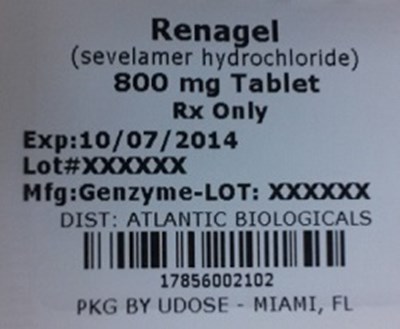 Renagel
(sevelamer hydrochloride)
800 mg Tablet
Rx Only
Exp:10/07/2014
Lot#XXXXXX
Mfg:Genzyme-LOT: XXXXXX
DIST: ATLANTIC BIOLOGICALS
17856002102
PKG BY UDOSE - MIAMI, FL